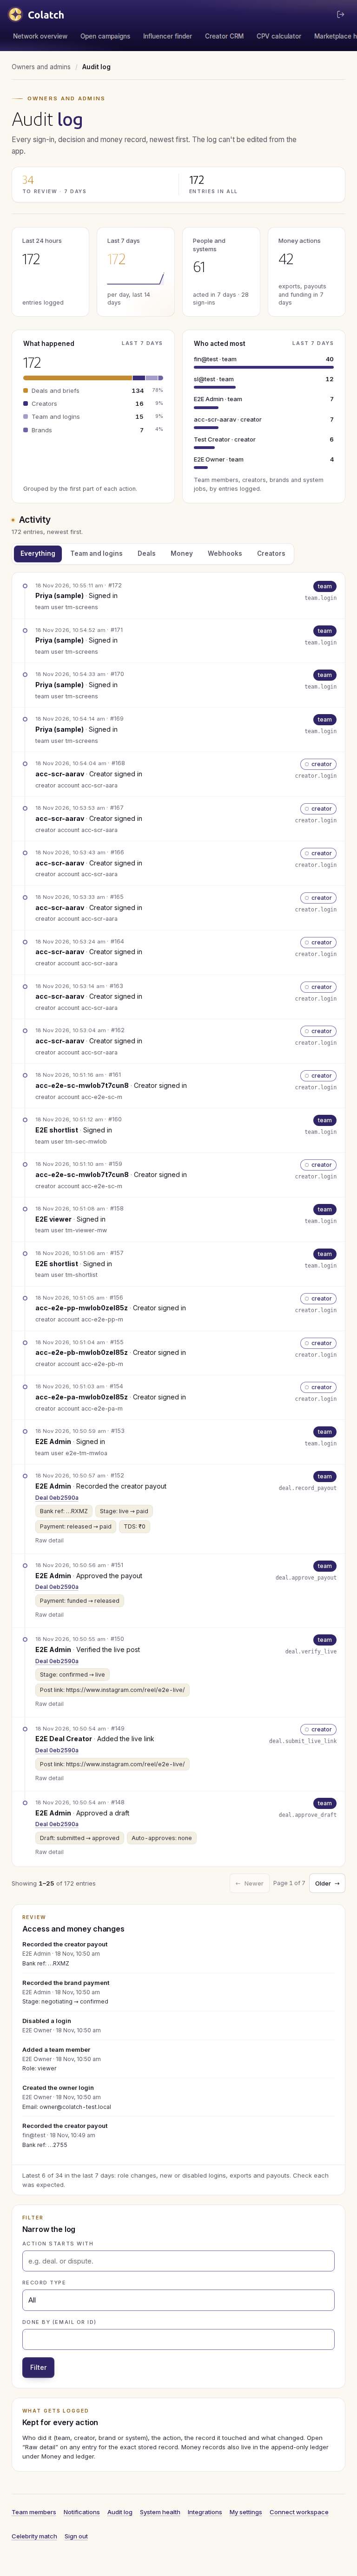 Colatch
Network overview Open campaigns Influencer finder Creator CRM CPV calculator Marketplace h
Owners and admins / Audit log
OWNERS AND ADMINS
Audit log
Every sign-in, decision and money record, newest first. The log can't be edited from the
app.
34
TO REVIEW · 7 DAYS
172
ENTRIES IN ALL
Last 24 hours
172
entries logged
Last 7 days
172
per day, last 14
days
People and
systems
61
acted in 7 days · 28
sign-ins
Money actions
42
exports, payouts
and funding in 7
days
What happened LAST 7 DAYS
172
Deals and briefs 134 78%
Creators 16 9%
Team and logins 15 9%
Brands 7 4%
Grouped by the first part of each action.
Who acted most LAST 7 DAYS
fin@test · team 40
sl@test · team 12
E2E Admin · team 7
acc-scr-aarav · creator 7
Test Creator · creator 6
E2E Owner · team 4
Team members, creators, brands and system
jobs, by entries logged.
Activity
172 entries, newest first.
Everything Team and logins Deals Money Webhooks Creators
18 Nov 2026, 10:55:11 am · #172 team
Priya (sample) · Signed in team.login
team user tm-screens
18 Nov 2026, 10:54:52 am · #171 team
Priya (sample) · Signed in team.login
team user tm-screens
18 Nov 2026, 10:54:33 am · #170 team
Priya (sample) · Signed in team.login
team user tm-screens
18 Nov 2026, 10:54:14 am · #169 team
Priya (sample) · Signed in team.login
team user tm-screens
18 Nov 2026, 10:54:04 am · #168 creator
acc-scr-aarav · Creator signed in creator.login
creator account acc-scr-aara
18 Nov 2026, 10:53:53 am · #167 creator
acc-scr-aarav · Creator signed in creator.login
creator account acc-scr-aara
18 Nov 2026, 10:53:43 am · #166 creator
acc-scr-aarav · Creator signed in creator.login
creator account acc-scr-aara
18 Nov 2026, 10:53:33 am · #165 creator
acc-scr-aarav · Creator signed in creator.login
creator account acc-scr-aara
18 Nov 2026, 10:53:24 am · #164 creator
acc-scr-aarav · Creator signed in creator.login
creator account acc-scr-aara
18 Nov 2026, 10:53:14 am · #163 creator
acc-scr-aarav · Creator signed in creator.login
creator account acc-scr-aara
18 Nov 2026, 10:53:04 am · #162 creator
acc-scr-aarav · Creator signed in creator.login
creator account acc-scr-aara
18 Nov 2026, 10:51:16 am · #161 creator
acc-e2e-sc-mwlob7t7cun8 · Creator signed in creator.login
creator account acc-e2e-sc-m
18 Nov 2026, 10:51:12 am · #160 team
E2E shortlist · Signed in team.login
team user tm-sec-mwlob
18 Nov 2026, 10:51:10 am · #159 creator
acc-e2e-sc-mwlob7t7cun8 · Creator signed in creator.login
creator account acc-e2e-sc-m
18 Nov 2026, 10:51:08 am · #158 team
E2E viewer · Signed in team.login
team user tm-viewer-mw
18 Nov 2026, 10:51:06 am · #157 team
E2E shortlist · Signed in team.login
team user tm-shortlist
18 Nov 2026, 10:51:05 am · #156 creator
acc-e2e-pp-mwlob0zel85z · Creator signed in creator.login
creator account acc-e2e-pp-m
18 Nov 2026, 10:51:04 am · #155 creator
acc-e2e-pb-mwlob0zel85z · Creator signed in creator.login
creator account acc-e2e-pb-m
18 Nov 2026, 10:51:03 am · #154 creator
acc-e2e-pa-mwlob0zel85z · Creator signed in creator.login
creator account acc-e2e-pa-m
18 Nov 2026, 10:50:59 am · #153 team
E2E Admin · Signed in team.login
team user e2e-tm-mwloa
18 Nov 2026, 10:50:57 am · #152 team
E2E Admin · Recorded the creator payout deal.record_payout
Deal 0eb2590a
Bank ref: …RXMZ Stage: live → paid
Payment: released → paid TDS: ₹0
Raw detail
18 Nov 2026, 10:50:56 am · #151 team
E2E Admin · Approved the payout deal.approve_payout
Deal 0eb2590a
Payment: funded → released
Raw detail
18 Nov 2026, 10:50:55 am · #150 team
E2E Admin · Verified the live post deal.verify_live
Deal 0eb2590a
Stage: confirmed → live
Post link: https://www.instagram.com/reel/e2e-live/
Raw detail
18 Nov 2026, 10:50:54 am · #149 creator
E2E Deal Creator · Added the live link deal.submit_live_link
Deal 0eb2590a
Post link: https://www.instagram.com/reel/e2e-live/
Raw detail
18 Nov 2026, 10:50:54 am · #148 team
E2E Admin · Approved a draft deal.approve_draft
Deal 0eb2590a
Draft: submitted → approved Auto-approves: none
Raw detail
Showing 1–25 of 172 entries ← Newer Page 1 of 7 Older →
REVIEW
Access and money changes
Recorded the creator payout
E2E Admin · 18 Nov, 10:50 am
Bank ref: …RXMZ
Recorded the brand payment
E2E Admin · 18 Nov, 10:50 am
Stage: negotiating → confirmed
Disabled a login
E2E Owner · 18 Nov, 10:50 am
Added a team member
E2E Owner · 18 Nov, 10:50 am
Role: viewer
Created the owner login
E2E Owner · 18 Nov, 10:50 am
Email: owner@colatch-test.local
Recorded the creator payout
fin@test · 18 Nov, 10:49 am
Bank ref: …2755
Latest 6 of 34 in the last 7 days: role changes, new or disabled logins, exports and payouts. Check each
was expected.
FILTER
Narrow the log
ACTION STARTS WITH
e.g. deal. or dispute.
RECORD TYPE
All
DONE BY (EMAIL OR ID)
Filter
WHAT GETS LOGGED
Kept for every action
Who did it (team, creator, brand or system), the action, the record it touched and what changed. Open
“Raw detail” on any entry for the exact stored record. Money records also live in the append-only ledger
under Money and ledger.
Team members Notifications Audit log System health Integrations My settings Connect workspace
Celebrity match Sign out